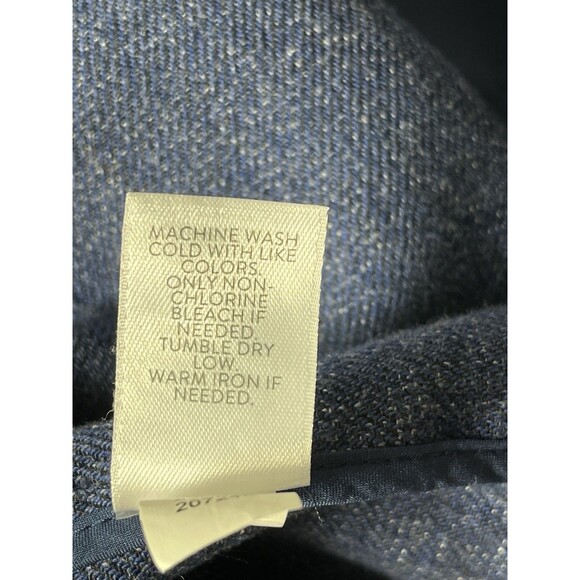 MACHINE WASH
COLD WITH LIKE
COLORS.
ONLY NON-
CHLORINE
BLEACH IF
NEEDED.
TUMBLE DRY
LOW.
WARM IRON IF
NEEDED.